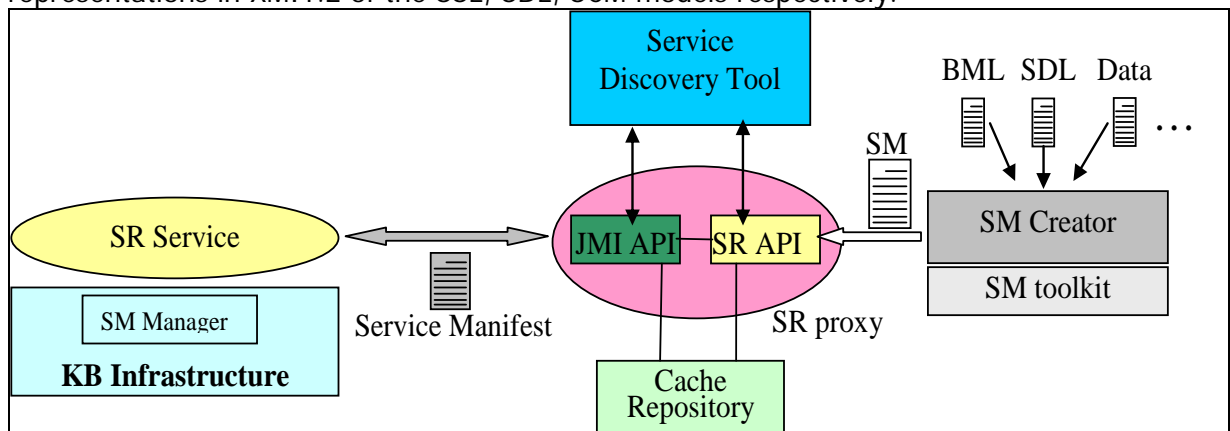 Service
Discovery Tool
BML SDL Data
...
SM
SR Service
JMI API
SR API
SM Creator
SM toolkit
SM Manager
Service Manifest
SR proxy
KB Infrastructure
Cache
Repository